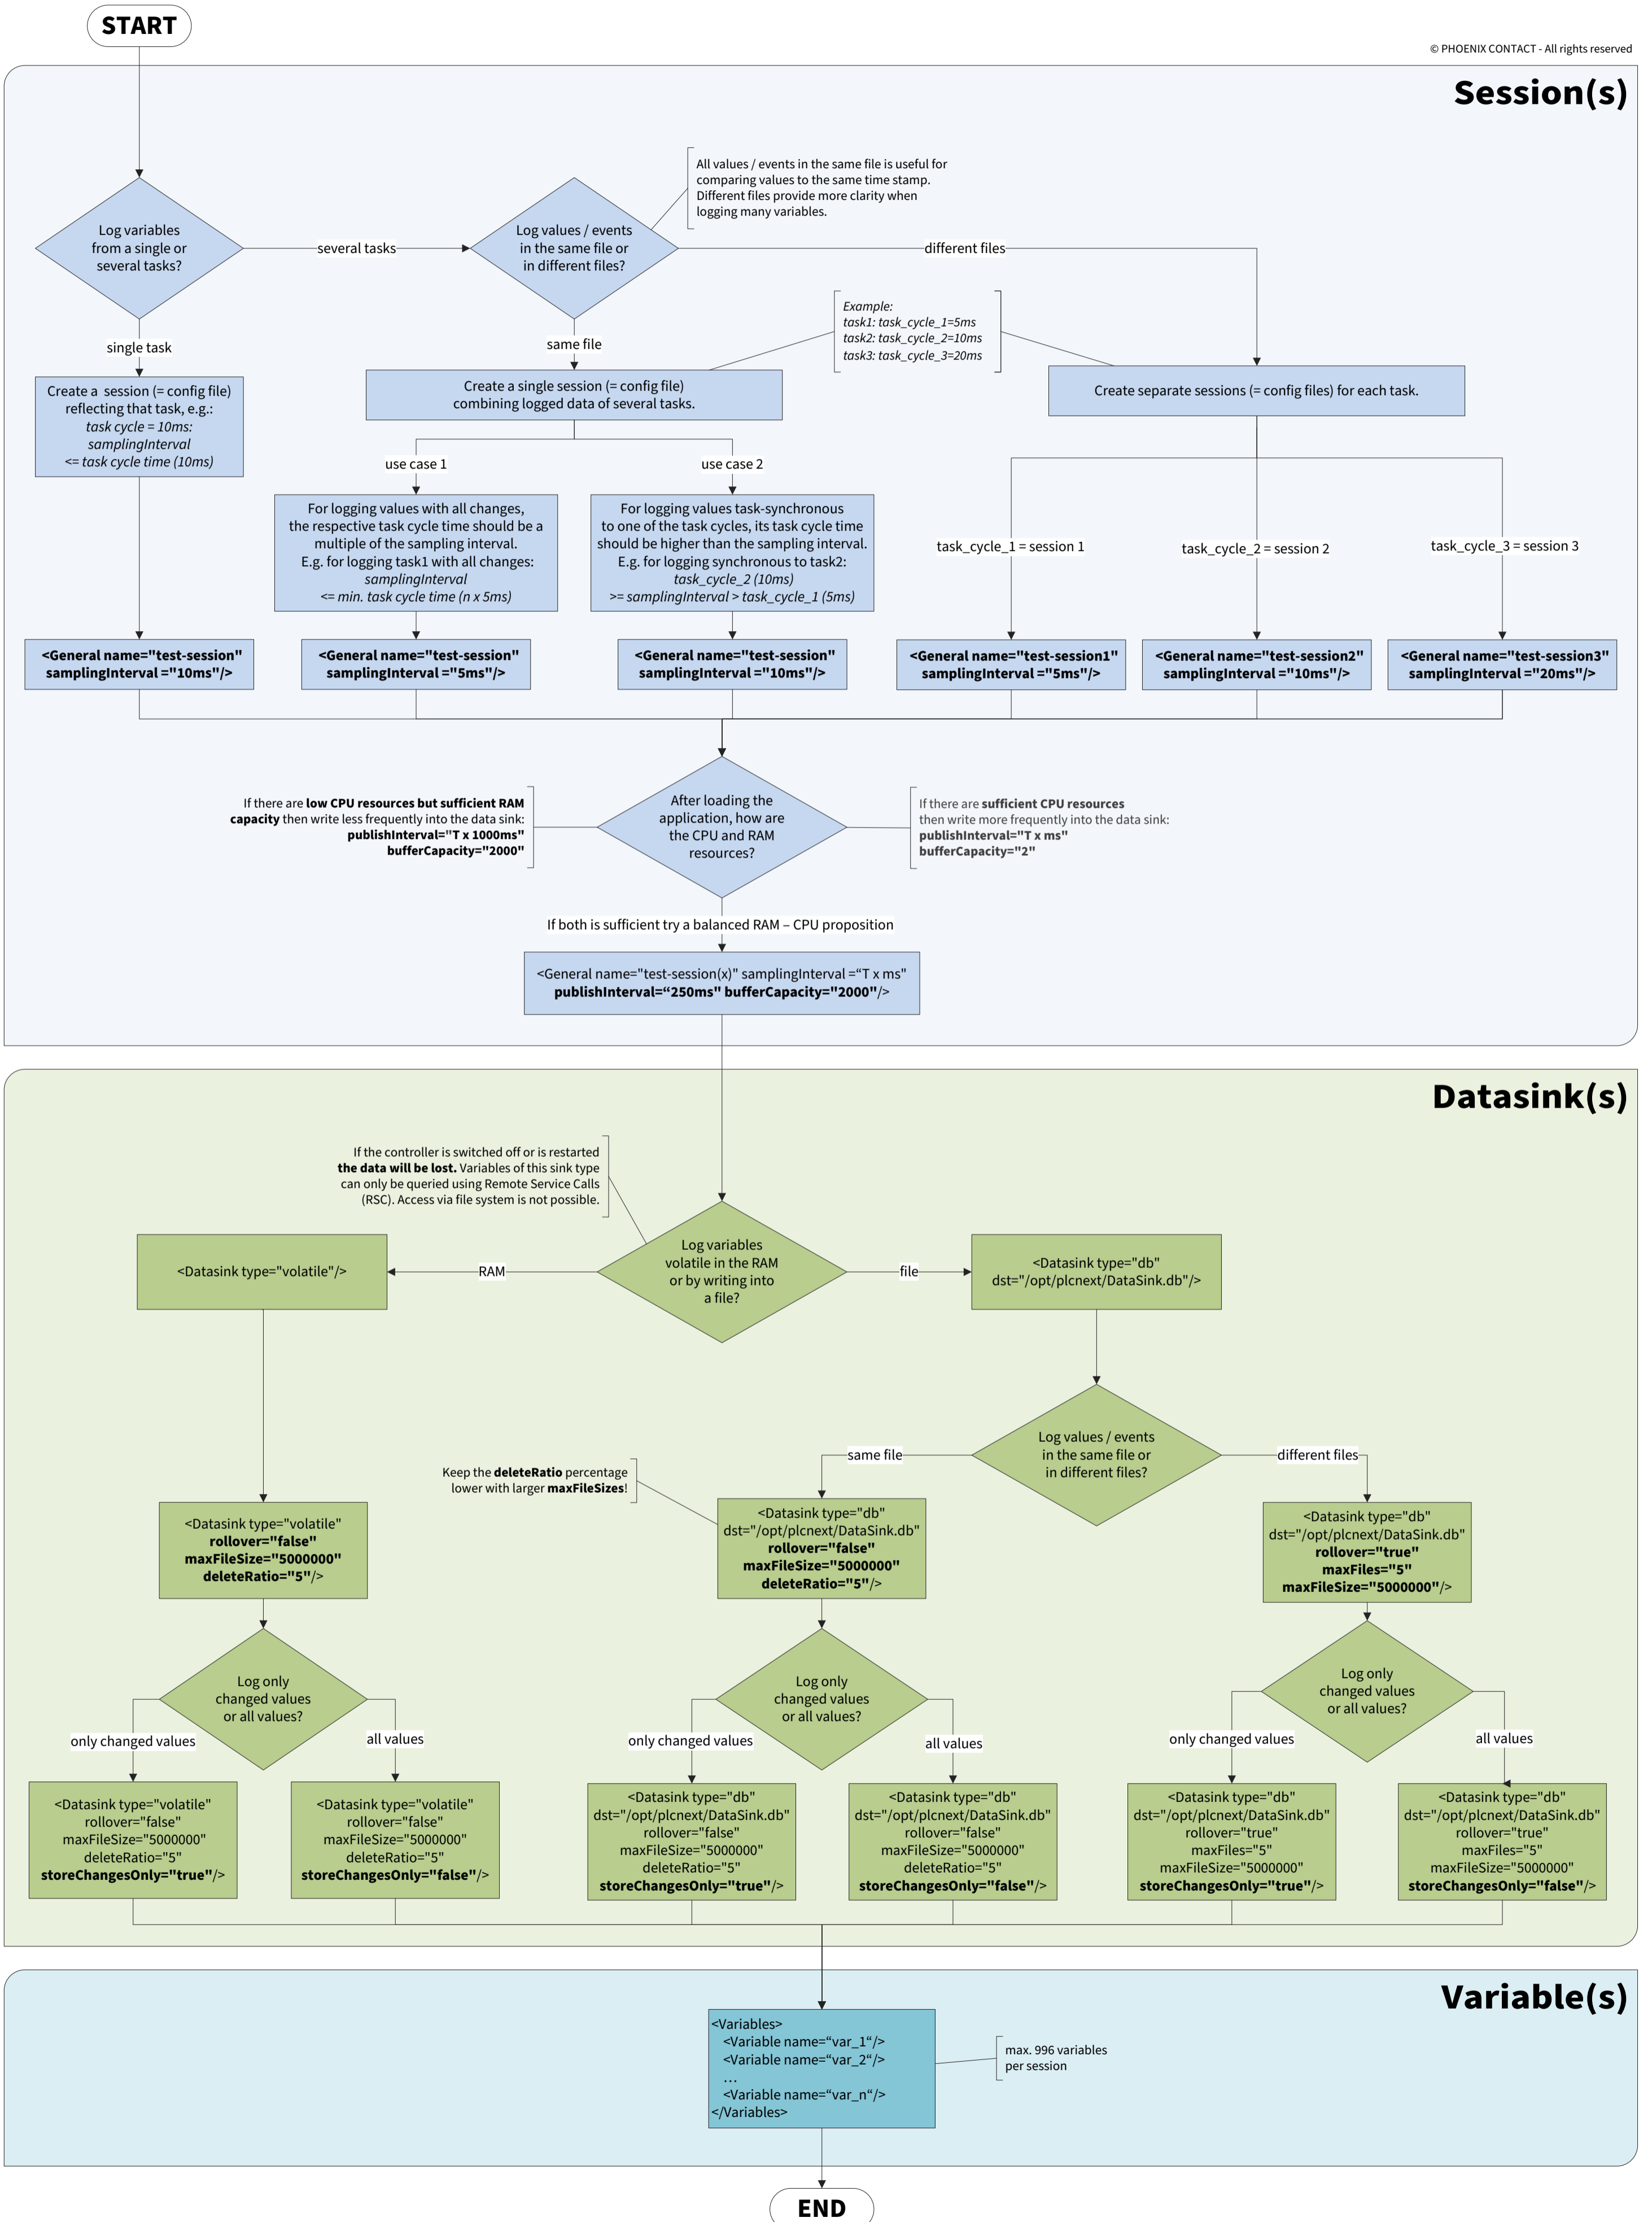 START
© PHOENIX CONTACT - All rights reserved
Session(s)
All values / events in the same file is useful for
comparing values to the same time stamp.
Different files provide more clarity when
logging many variables.
Log variables
from a single or
several tasks?
several tasks
Log values / events
in the same file or
in different files?
different files
Example:
task1: task_cycle_1=5ms
task2: task_cycle_2=10ms
task3: task_cycle_3=20ms
single task
same file
Create a  session (= config file)
reflecting that task, e.g.:
task cycle = 10ms:
samplingInterval
<= task cycle time (10ms)
Create a single session (= config file)
combining logged data of several tasks.
Create separate sessions (= config files) for each task.
use case 1
use case 2
For logging values with all changes,
the respective task cycle time should be a
multiple of the sampling interval.
E.g. for logging task1 with all changes:
samplingInterval
<= min. task cycle time (n x 5ms)
For logging values task-synchronous
to one of the task cycles, its task cycle time
should be higher than the sampling interval.
E.g. for logging synchronous to task2:
task_cycle_2 (10ms)
>= samplingInterval > task_cycle_1 (5ms)
task_cycle_1 = session 1
task_cycle_2 = session 2
task_cycle_3 = session 3
<General name="test-session"
samplingInterval ="10ms"/>
<General name="test-session"
samplingInterval ="5ms"/>
<General name="test-session"
samplingInterval ="10ms"/>
<General name="test-session1"
samplingInterval ="5ms"/>
<General name="test-session2"
samplingInterval ="10ms"/>
<General name="test-session3"
samplingInterval ="20ms"/>
If there are low CPU resources but sufficient RAM
capacity then write less frequently into the data sink:
publishInterval="T x 1000ms"
bufferCapacity="2000"
After loading the
application, how are
the CPU and RAM
resources?
If there are sufficient CPU resources
then write more frequently into the data sink:
publishInterval="T x ms"
bufferCapacity="2"
If both is sufficient try a balanced RAM – CPU proposition
<General name="test-session(x)" samplingInterval =“T x ms"
publishInterval=“250ms" bufferCapacity="2000"/>
Datasink(s)
If the controller is switched off or is restarted
the data will be lost. Variables of this sink type
can only be queried using Remote Service Calls
(RSC). Access via file system is not possible.
<Datasink type="volatile"/>
RAM
Log variables
volatile in the RAM
or by writing into
a file?
file
<Datasink type="db"
dst="/opt/plcnext/DataSink.db"/>
Log values / events
in the same file or
in different files?
same file
different files
Keep the deleteRatio percentage
lower with larger maxFileSizes!
<Datasink type="volatile"
rollover="false"
maxFileSize="5000000"
deleteRatio="5"/>
<Datasink type="db"
dst="/opt/plcnext/DataSink.db"
rollover="false"
maxFileSize="5000000"
deleteRatio="5"/>
<Datasink type="db"
dst="/opt/plcnext/DataSink.db"
rollover="true"
maxFiles="5"
maxFileSize="5000000"/>
Log only
changed values
or all values?
Log only
changed values
or all values?
Log only
changed values
or all values?
only changed values
all values
only changed values
all values
only changed values
all values
<Datasink type="volatile"
rollover="false"
maxFileSize="5000000"
deleteRatio="5"
storeChangesOnly="true"/>
<Datasink type="volatile"
rollover="false"
maxFileSize="5000000"
deleteRatio="5"
storeChangesOnly="false"/>
<Datasink type="db"
dst="/opt/plcnext/DataSink.db"
rollover="false"
maxFileSize="5000000"
deleteRatio="5"
storeChangesOnly="true"/>
<Datasink type="db"
dst="/opt/plcnext/DataSink.db"
rollover="false"
maxFileSize="5000000"
deleteRatio="5"
storeChangesOnly="false"/>
<Datasink type="db"
dst="/opt/plcnext/DataSink.db"
rollover="true"
maxFiles="5"
maxFileSize="5000000"
storeChangesOnly="true"/>
<Datasink type="db"
dst="/opt/plcnext/DataSink.db"
rollover="true"
maxFiles="5"
maxFileSize="5000000"
storeChangesOnly="false"/>
Variable(s)
<Variables>
<Variable name=“var_1“/>
<Variable name=“var_2“/>
…
<Variable name=“var_n“/>
</Variables>
max. 996 variables
per session
END